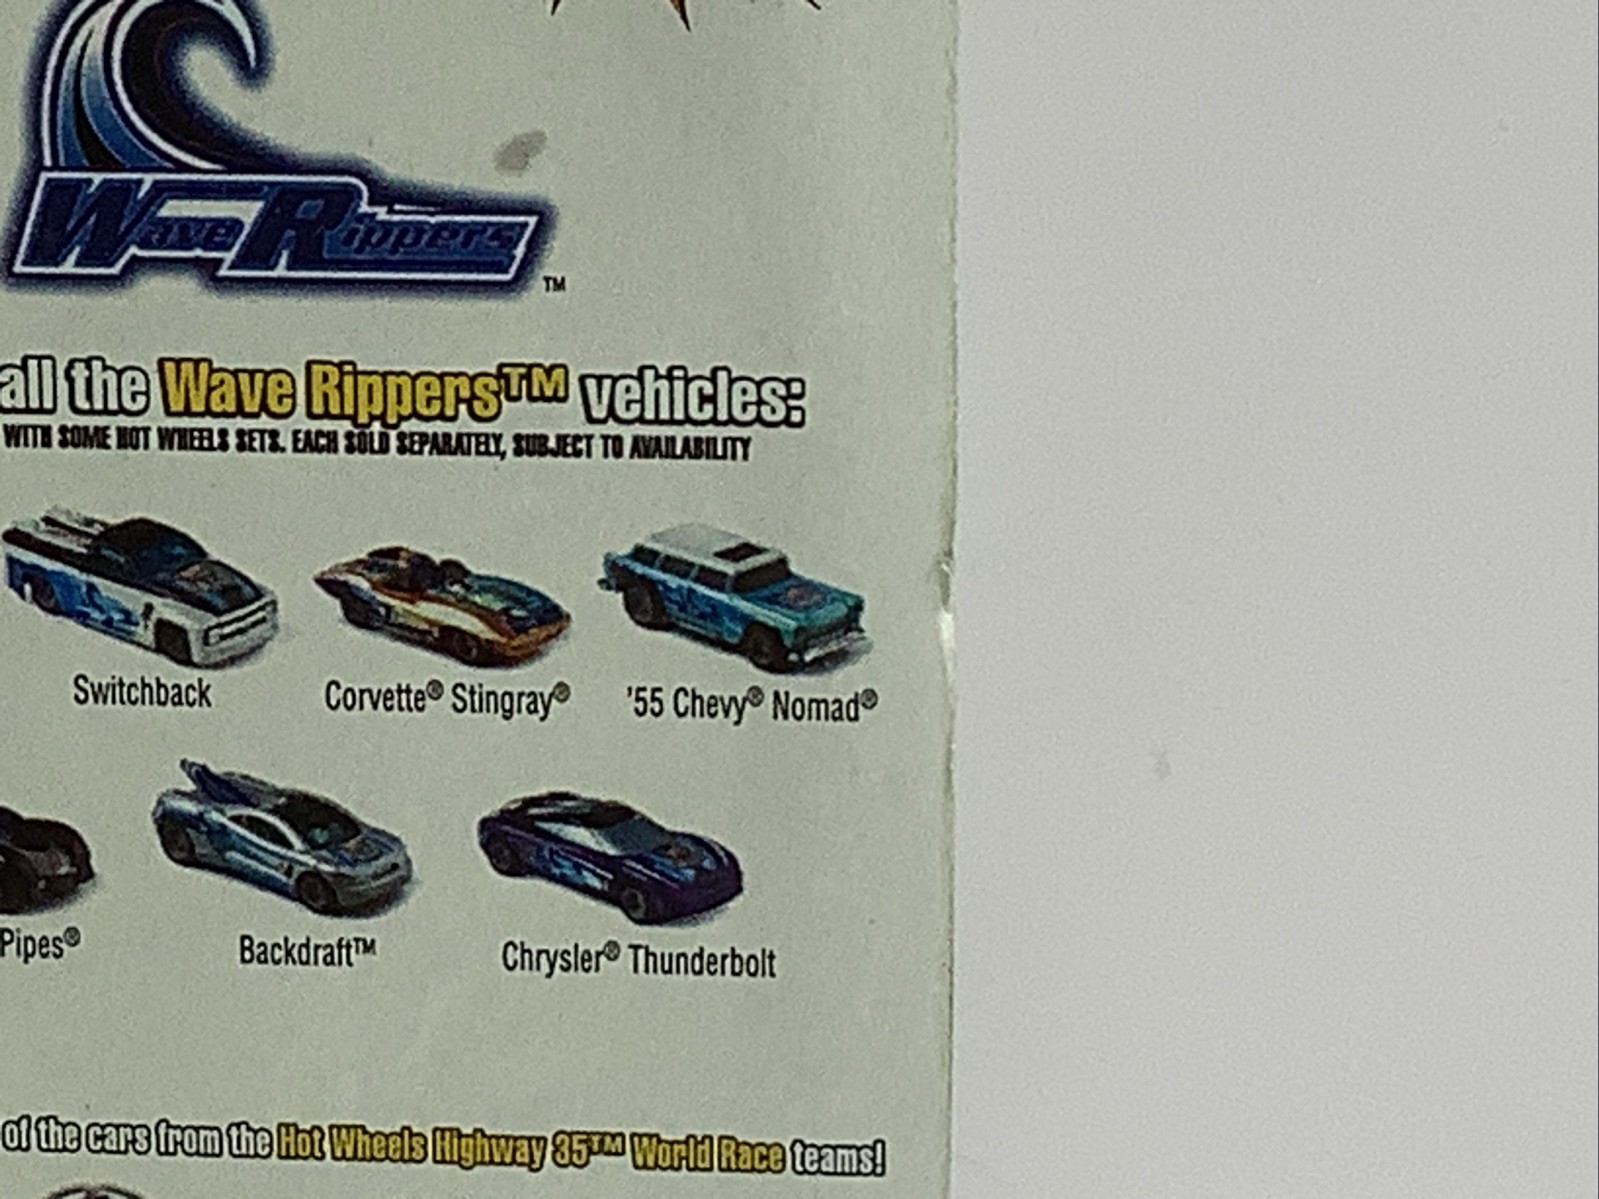 Wave Rippers™
all the Wave Rippers™ vehicles:
WITH SOME HOT WHEELS SETS. EACH SOLD SEPARATELY, SUBJECT TO AVAILABILITY
Switchback Corvette® Stingray® '55 Chevy® Nomad®
Pipes® Backdraft™ Chrysler® Thunderbolt
of the cars from the Hot Wheels Highway 35™ World Race teams!